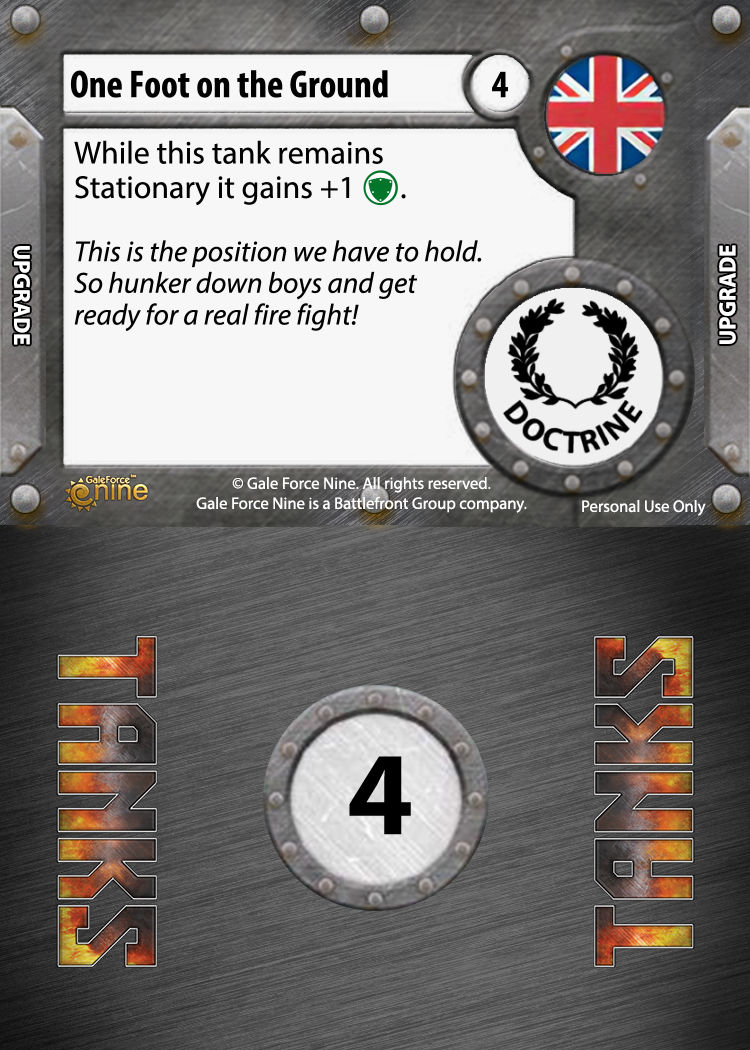 One Foot on the Ground
4
While this tank remains
Stationary it gains +1 .
This is the position we have to hold.
So hunker down boys and get
ready for a real fire fight!
UPGRADE
UPGRADE
DOCTRINE
GaleForce™
nine
© Gale Force Nine. All rights reserved.
Gale Force Nine is a Battlefront Group company.
Personal Use Only
TANKS
4
TANKS